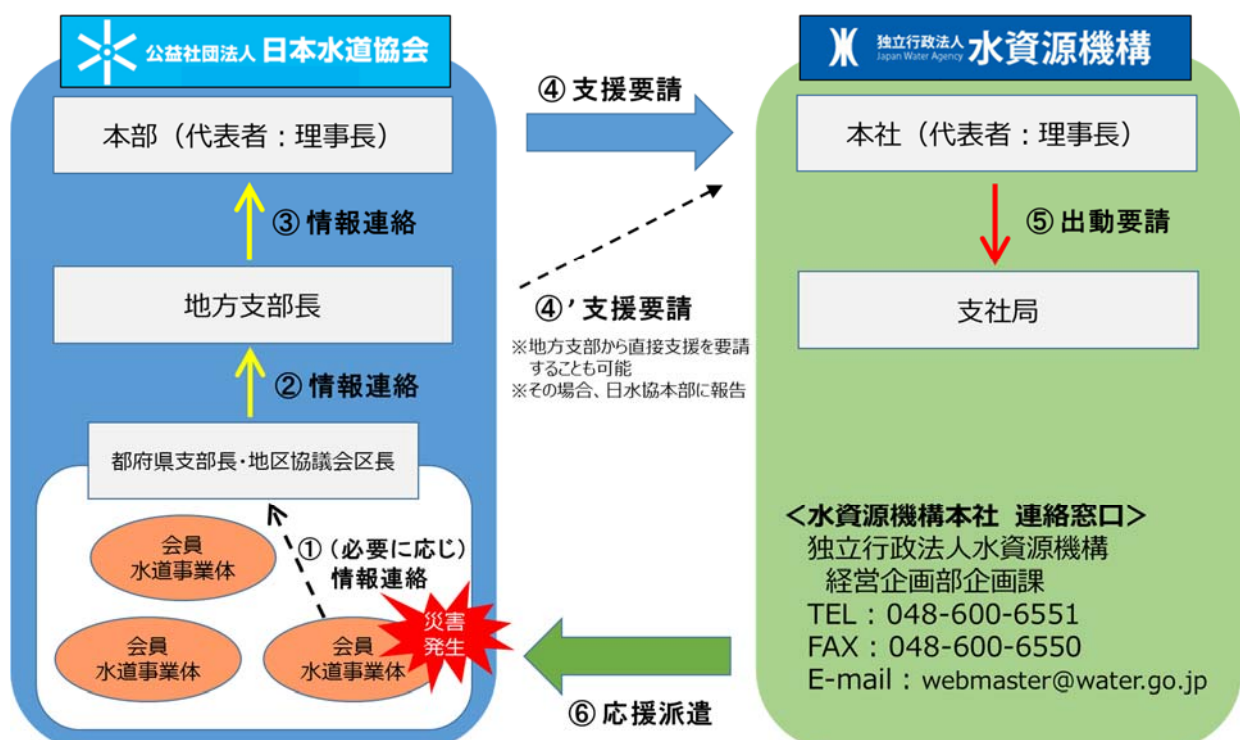 公益社団法人 日本水道協会
本部（代表者：理事長）
③ 情報連絡
地方支部長
② 情報連絡
都府県支部長・地区協議会区長
① （必要に応じ）
情報連絡
会員
水道事業体
会員
水道事業体
会員
水道事業体
災害
発生
④ 支援要請
④’支援要請
※地方支部から直接支援を要請
することも可能
※その場合、日水協本部に報告
⑥ 応援派遣
独立行政法人 水資源機構
Japan Water Agency
本社（代表者：理事長）
⑤ 出動要請
支社局
＜水資源機構本社 連絡窓口＞
独立行政法人水資源機構
経営企画部企画課
TEL：048-600-6551
FAX：048-600-6550
E-mail：webmaster@water.go.jp